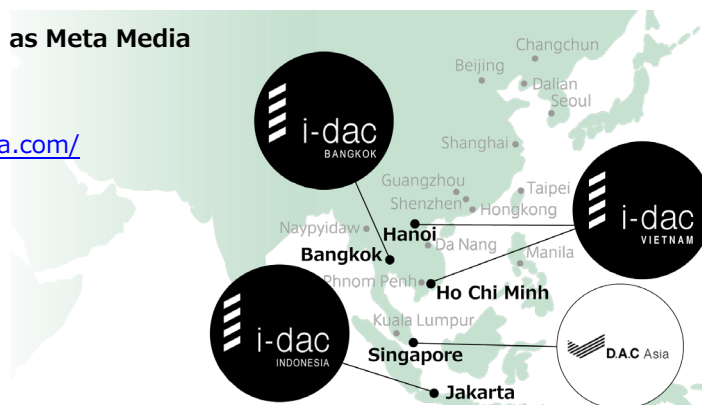 as Meta Media
a.com/
Changchun
Beijing
Dalian
Seoul
i-dac
BANGKOK
Shanghai
Guangzhou
Taipei
Shenzhen
Hongkong
i-dac
VIETNAM
Naypyidaw
Hanoi
Da Nang
Manila
Bangkok
Phnom Penh
Ho Chi Minh
i-dac
INDONESIA
Kuala Lumpur
Singapore
D.A.C Asia
Jakarta